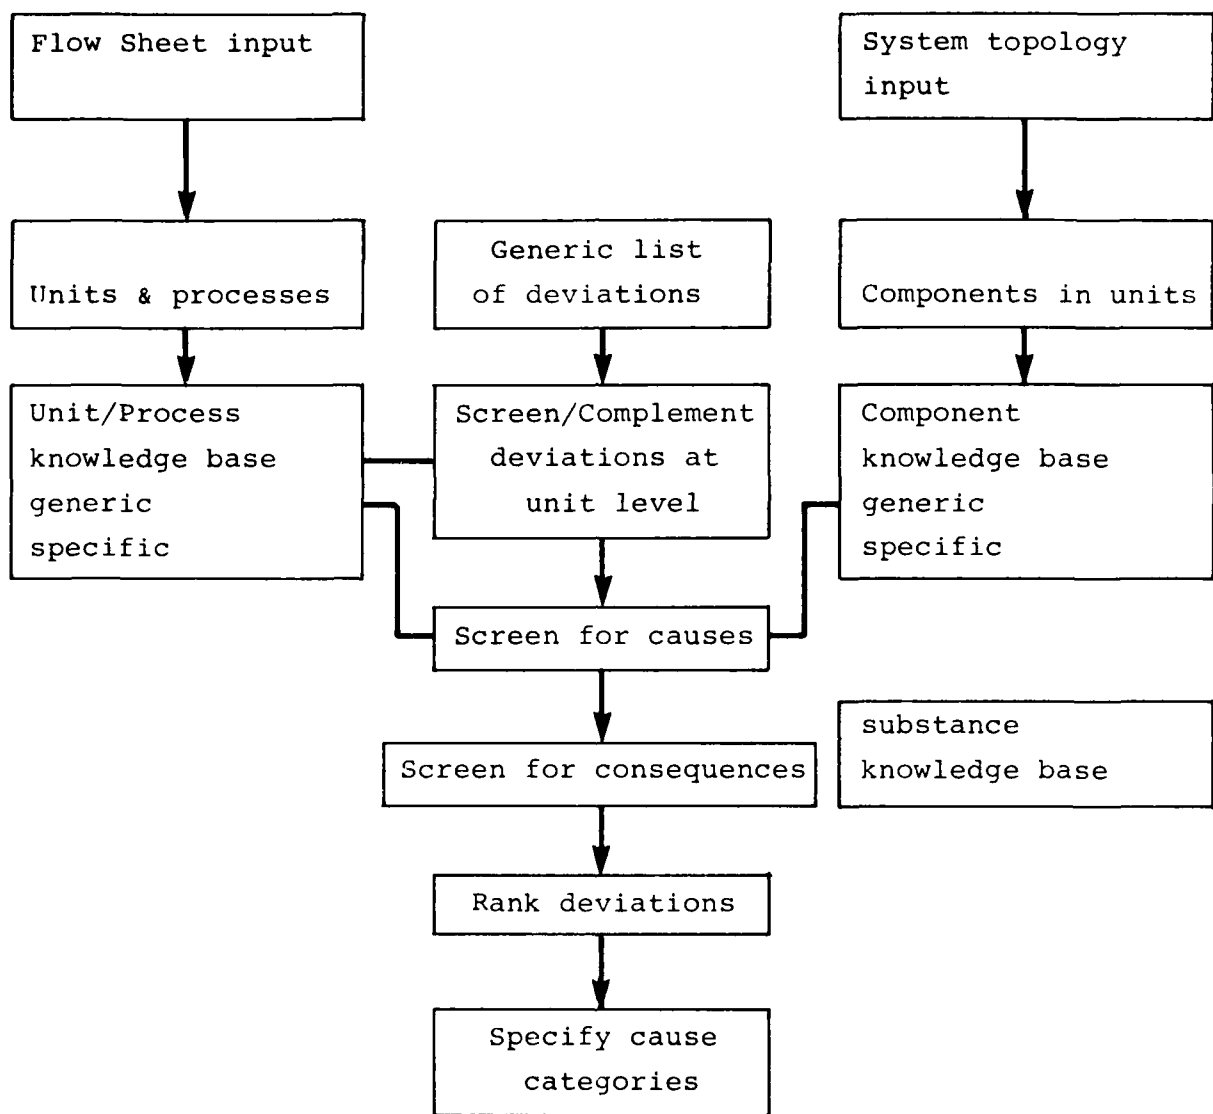 Flow Sheet input
System topology
input
Units & processes
Generic list
of deviations
Components in units
Unit/Process
knowledge base
generic
specific
Screen/Complement
deviations at
unit level
Component
knowledge base
generic
specific
Screen for causes
Screen for consequences
substance
knowledge base
Rank deviations
Specify cause
categories